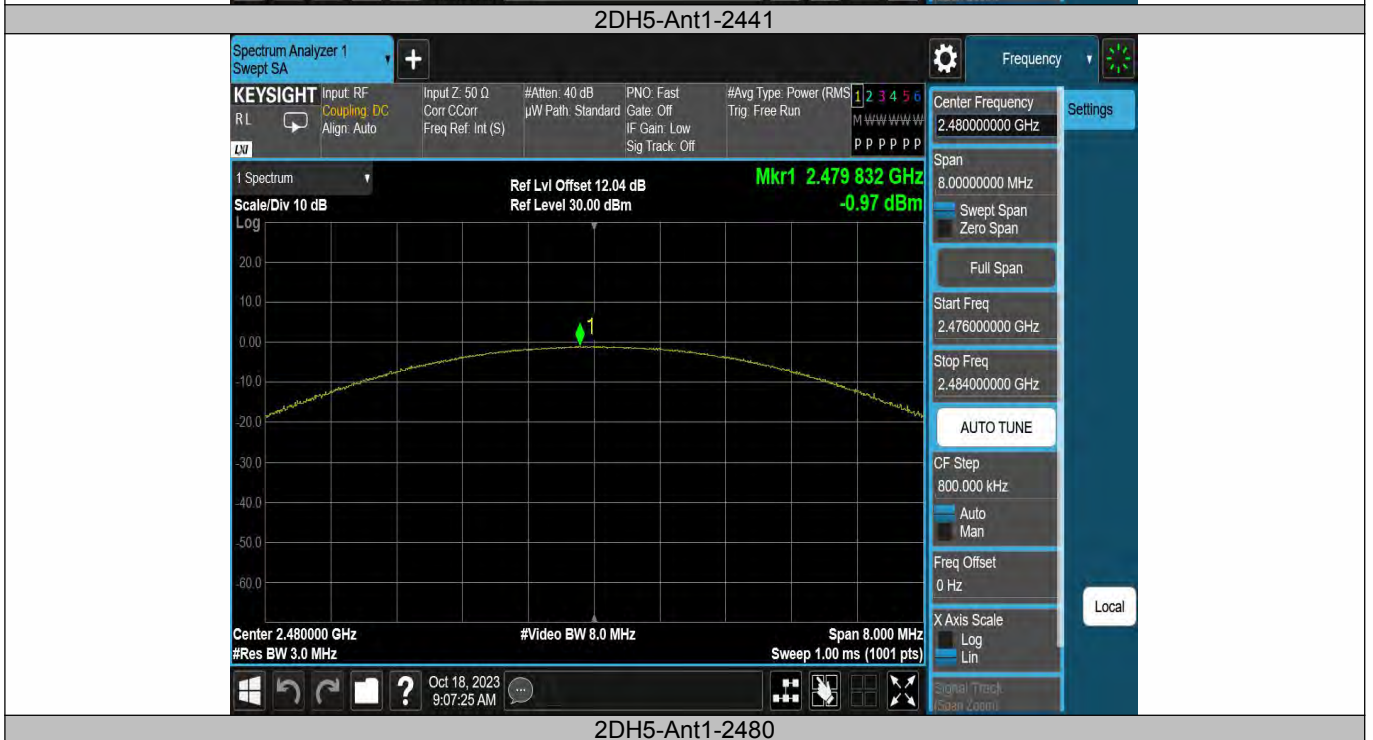 2DH5-Ant1-2441
Spectrum Analyzer 1
Swept SA
+
Frequency
KEYSIGHT
RL
LXI
Input: RF
Coupling: DC
Align: Auto
Input Z: 50 Ω
Corr CCorr
Freq Ref: Int (S)
#Atten: 40 dB
µW Path: Standard
PNO: Fast
Gate: Off
IF Gain: Low
Sig Track: Off
#Avg Type: Power (RMS
Trig: Free Run
1 2 3 4 5 6
M W W W W W
P P P P P P
Center Frequency
2.480000000 GHz
Settings
Span
8.00000000 MHz
Swept Span
Zero Span
Full Span
Start Freq
2.476000000 GHz
Stop Freq
2.484000000 GHz
AUTO TUNE
CF Step
800.000 kHz
Auto
Man
Freq Offset
0 Hz
X Axis Scale
Log
Lin
Signal Track
(Span Zoom)
Local
1 Spectrum
Scale/Div 10 dB
Ref Lvl Offset 12.04 dB
Ref Level 30.00 dBm
Mkr1 2.479 832 GHz
-0.97 dBm
Log
20.0
10.0
0.00
-10.0
-20.0
-30.0
-40.0
-50.0
-60.0
1
Center 2.480000 GHz
#Res BW 3.0 MHz
#Video BW 8.0 MHz
Span 8.000 MHz
Sweep 1.00 ms (1001 pts)
?
Oct 18, 2023
9:07:25 AM
2DH5-Ant1-2480